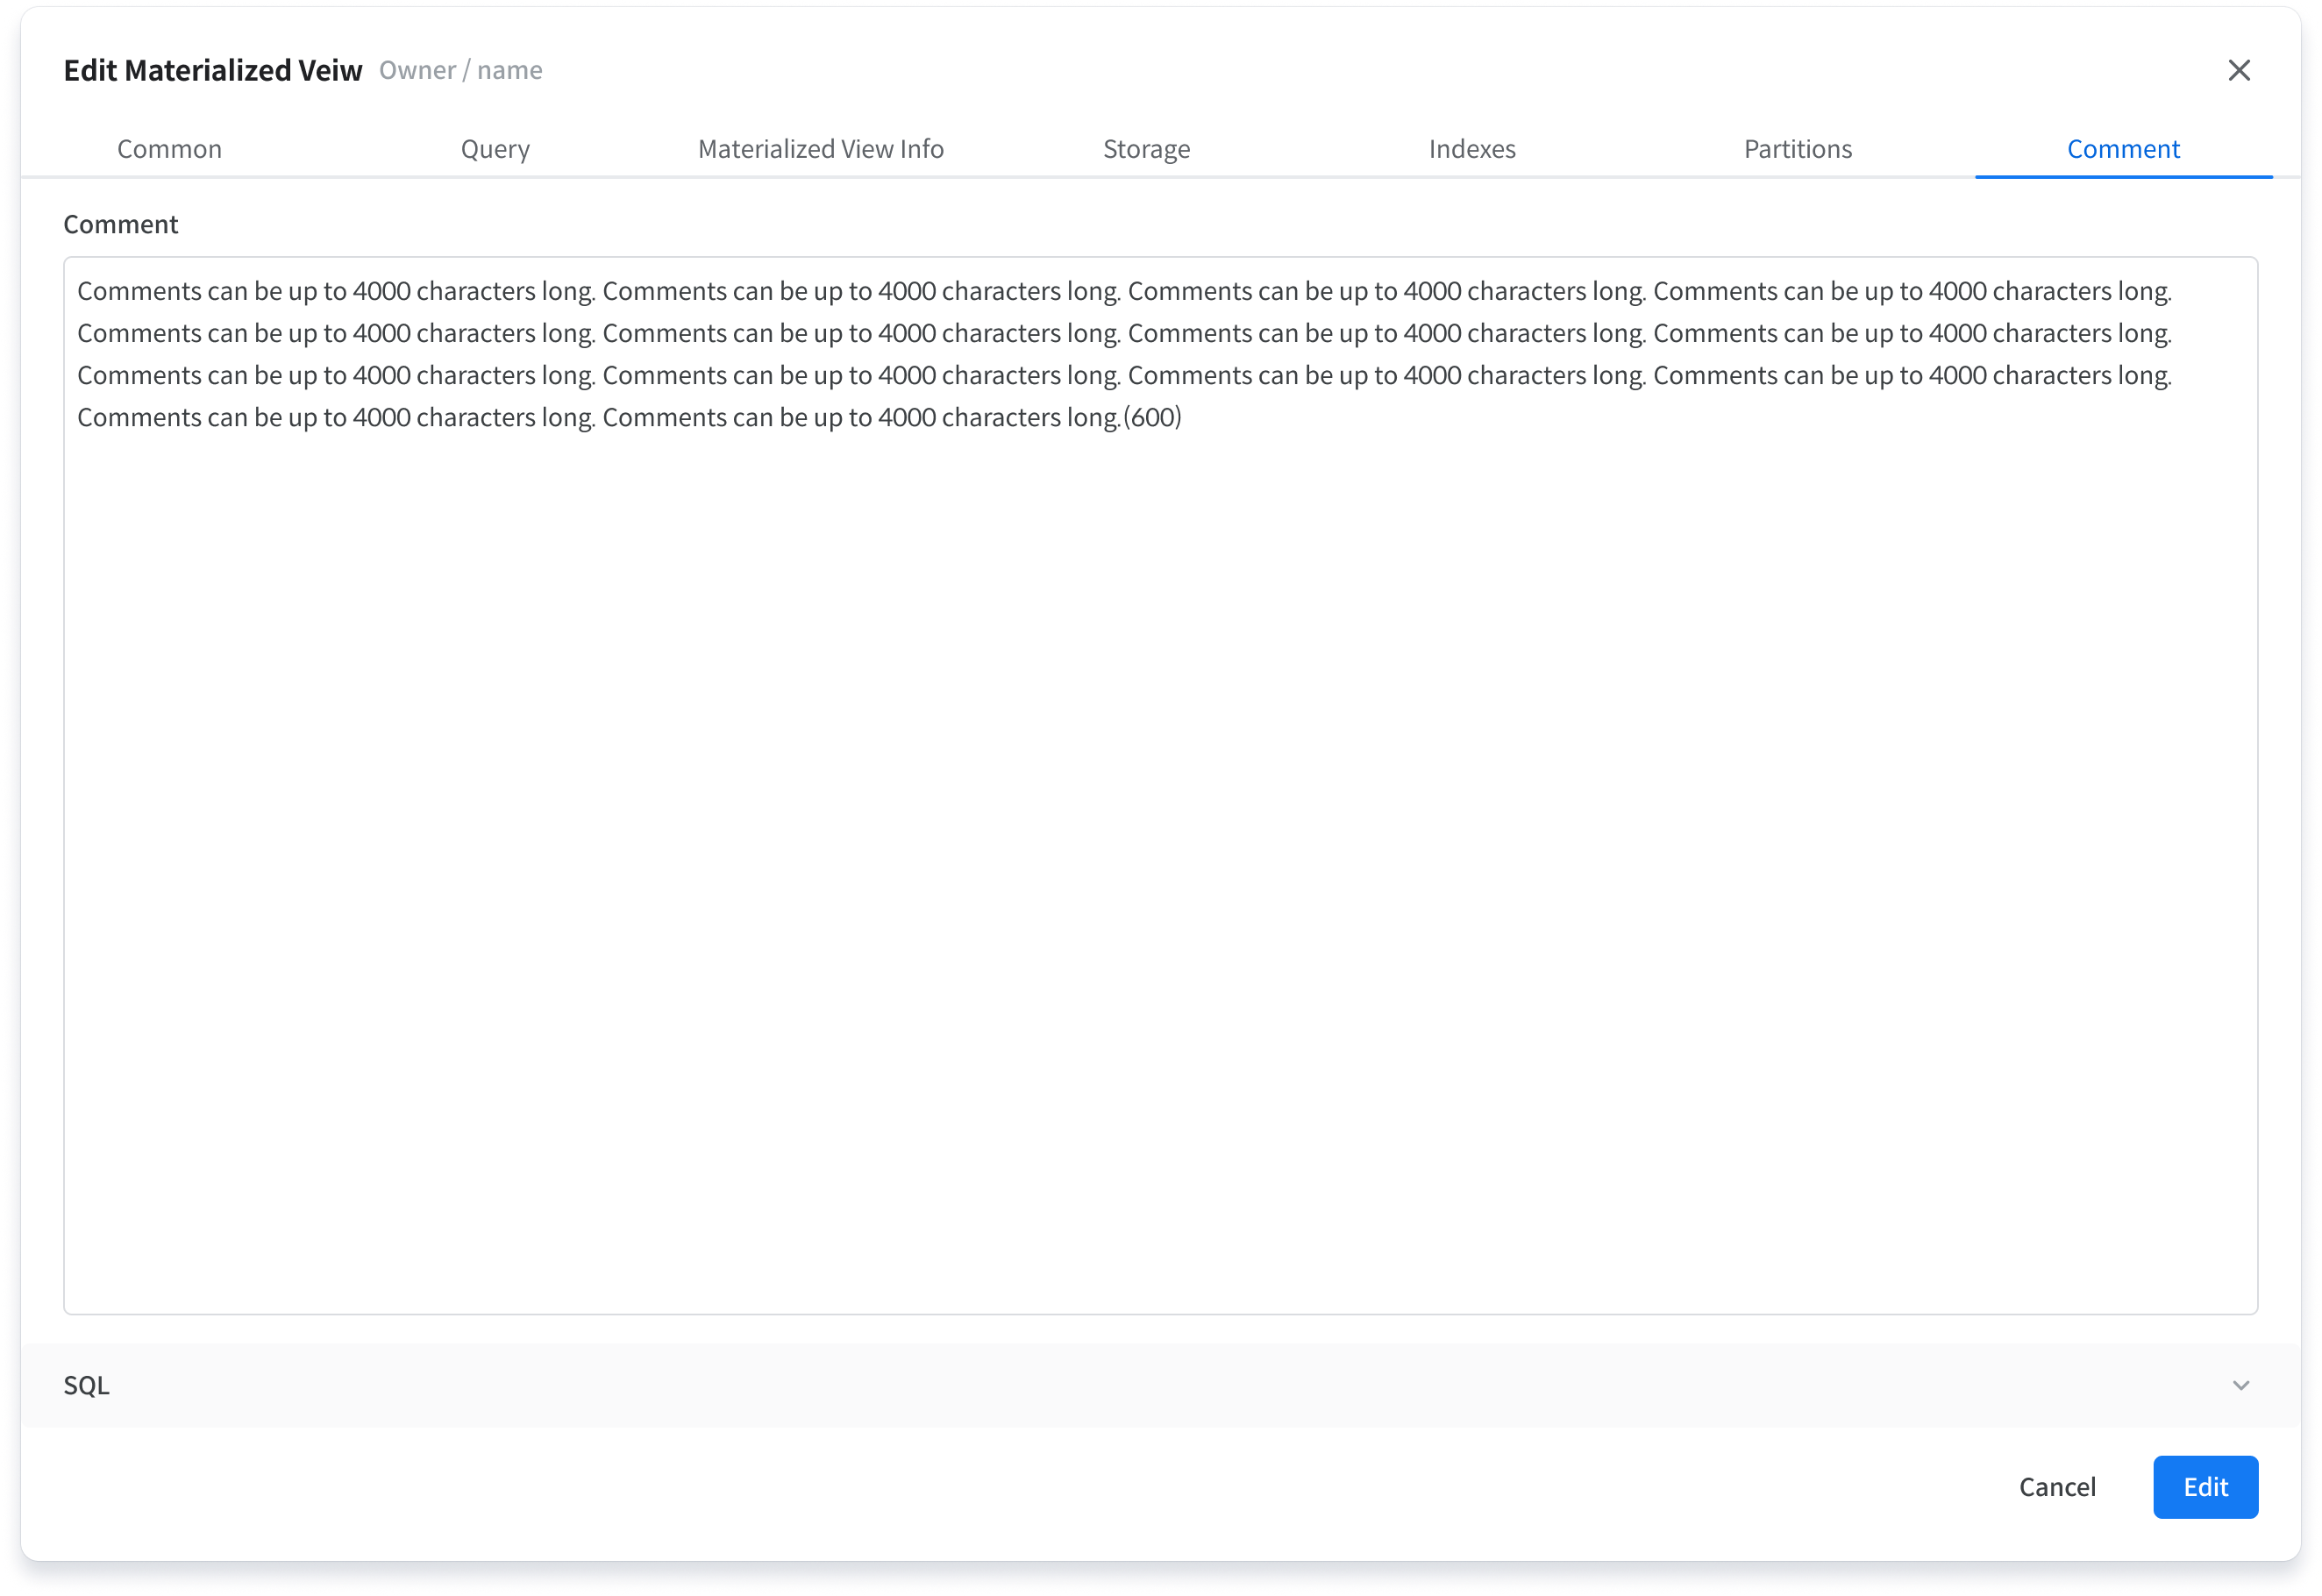 Edit Materialized Veiw Owner / name
Common Query Materialized View Info Storage Indexes Partitions Comment
Comment
Comments can be up to 4000 characters long. Comments can be up to 4000 characters long. Comments can be up to 4000 characters long. Comments can be up to 4000 characters long.
Comments can be up to 4000 characters long. Comments can be up to 4000 characters long. Comments can be up to 4000 characters long. Comments can be up to 4000 characters long.
Comments can be up to 4000 characters long. Comments can be up to 4000 characters long. Comments can be up to 4000 characters long. Comments can be up to 4000 characters long.
Comments can be up to 4000 characters long. Comments can be up to 4000 characters long.(600)
SQL
Cancel Edit